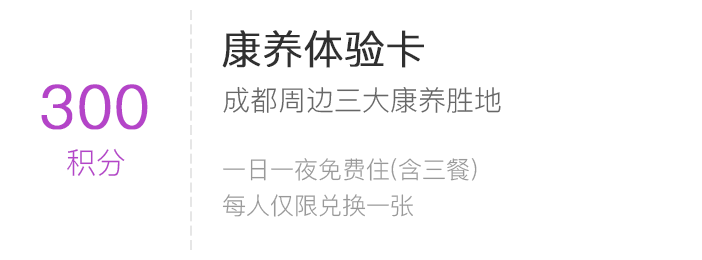 300
积分
康养体验卡
成都周边三大康养胜地
一日一夜免费住(含三餐)
每人仅限兑换一张